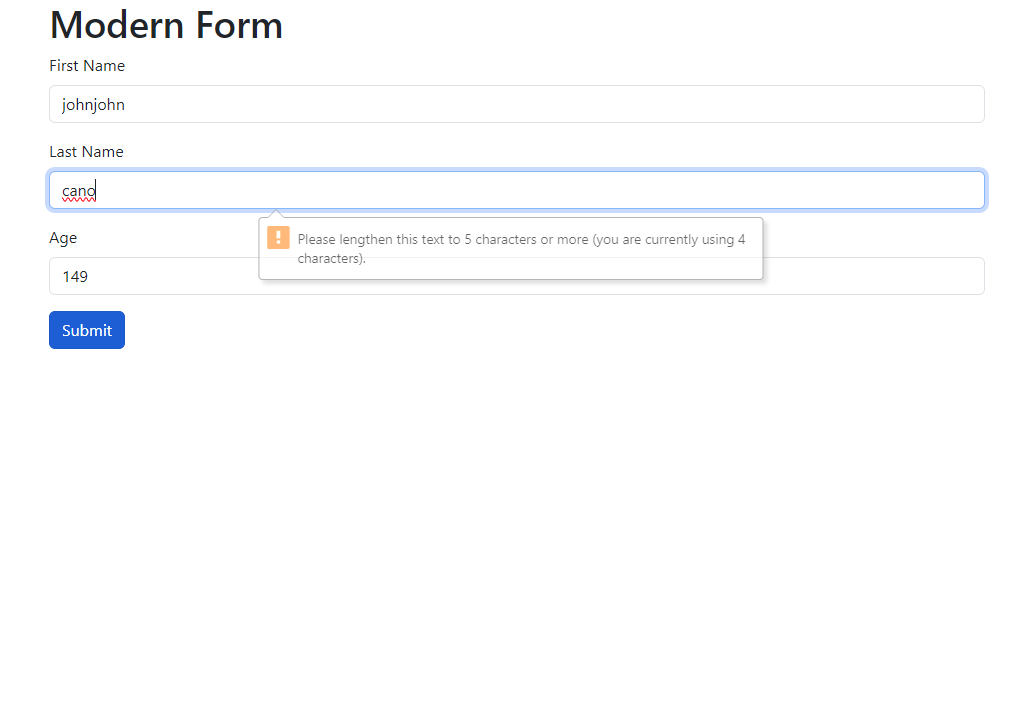 Modern Form
First Name
johnjohn
Last Name
cano
Please lengthen this text to 5 characters or more (you are currently using 4
characters).
Age
149
Submit